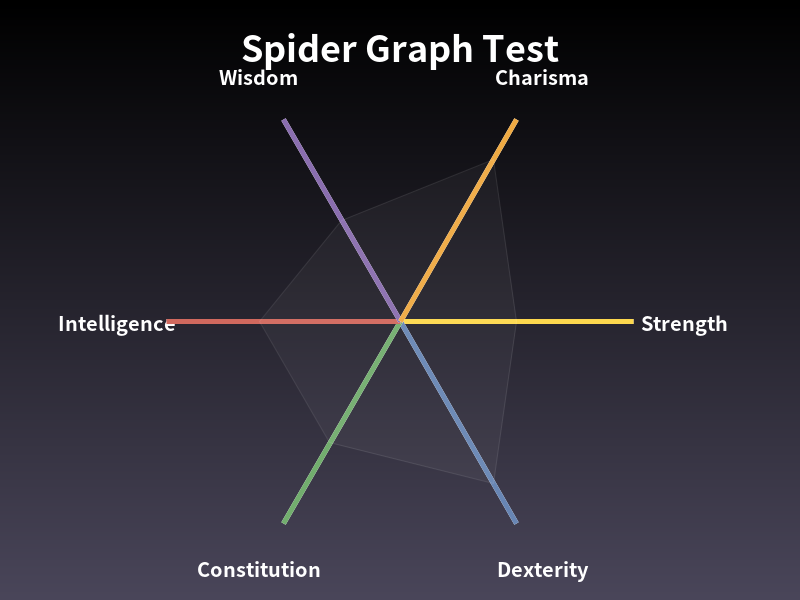 Spider Graph Test
Wisdom
Charisma
Intelligence
Strength
Constitution
Dexterity